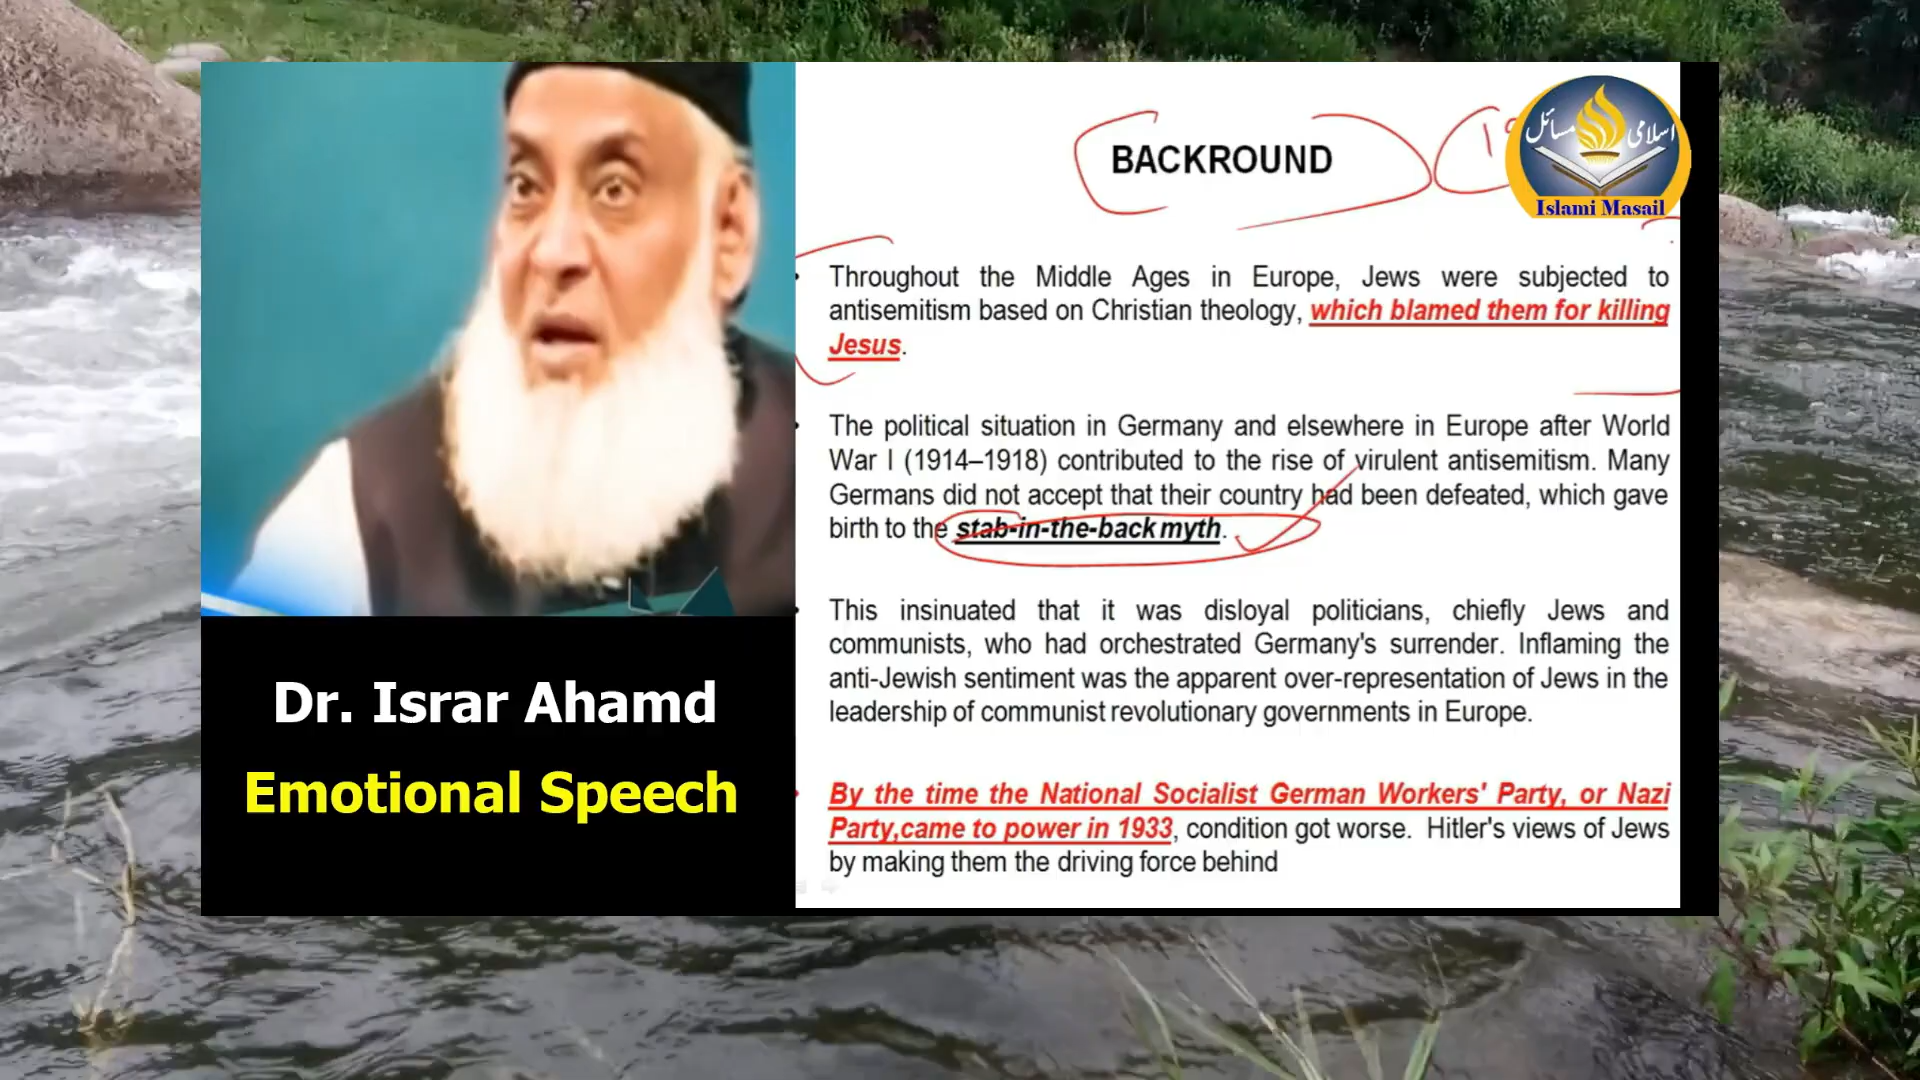 BACKROUND
اسلامی مسائل
Islami Masail
Throughout the Middle Ages in Europe, Jews were subjected to
antisemitism based on Christian theology, which blamed them for killing
Jesus.
The political situation in Germany and elsewhere in Europe after World
War I (1914–1918) contributed to the rise of virulent antisemitism. Many
Germans did not accept that their country had been defeated, which gave
birth to the stab-in-the-back myth.
This insinuated that it was disloyal politicians, chiefly Jews and
communists, who had orchestrated Germany's surrender. Inflaming the
anti-Jewish sentiment was the apparent over-representation of Jews in the
leadership of communist revolutionary governments in Europe.
By the time the National Socialist German Workers' Party, or Nazi
Party,came to power in 1933, condition got worse. Hitler's views of Jews
by making them the driving force behind
Dr. Israr Ahamd
Emotional Speech